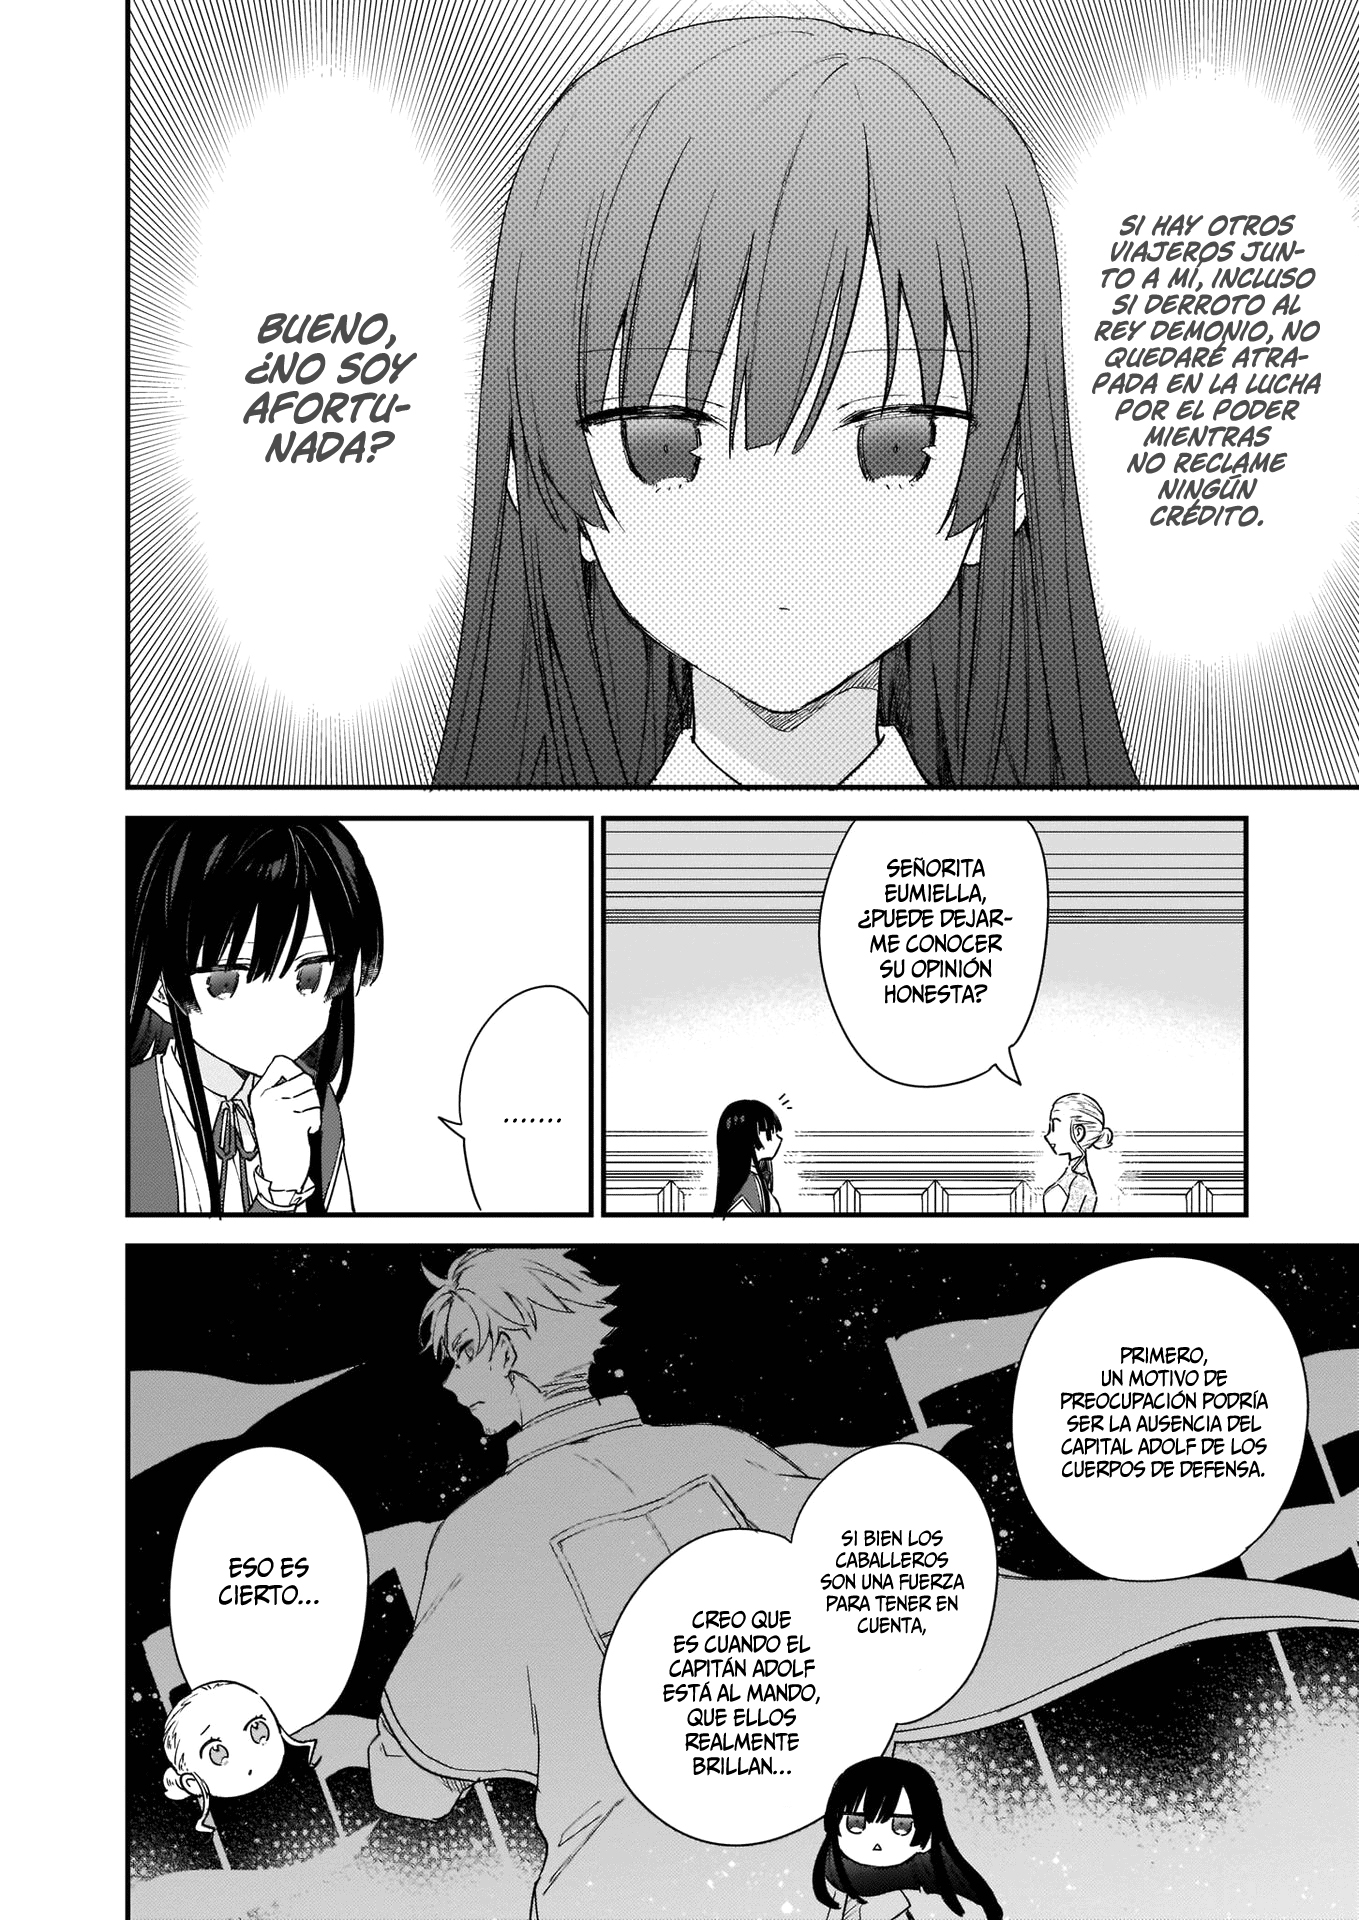 SI HAY OTROS
VIAJEROS JUN-
TO A MÍ, INCLUSO
SI DERROTO AL
REY DEMONIO, NO
QUEDARÉ ATRA-
PADA EN LA LUCHA
POR EL PODER
MIENTRAS
NO RECLAME
NINGÚN
CRÉDITO.
BUENO,
¿NO SOY
AFORTU-
NADA?
SEÑORITA
EUMIELLA,
¿PUEDE DEJAR-
ME CONOCER
SU OPINIÓN
HONESTA?
.......
PRIMERO,
UN MOTIVO DE
PREOCUPACIÓN PODRÍA
SER LA AUSENCIA DEL
CAPITAL ADOLF DE LOS
CUERPOS DE DEFENSA.
SI BIEN LOS
CABALLEROS
SON UNA FUERZA
PARA TENER EN
CUENTA,
CREO QUE
ES CUANDO EL
CAPITÁN ADOLF
ESTÁ AL MANDO,
QUE ELLOS
REALMENTE
BRILLAN...
ESO ES
CIERTO...